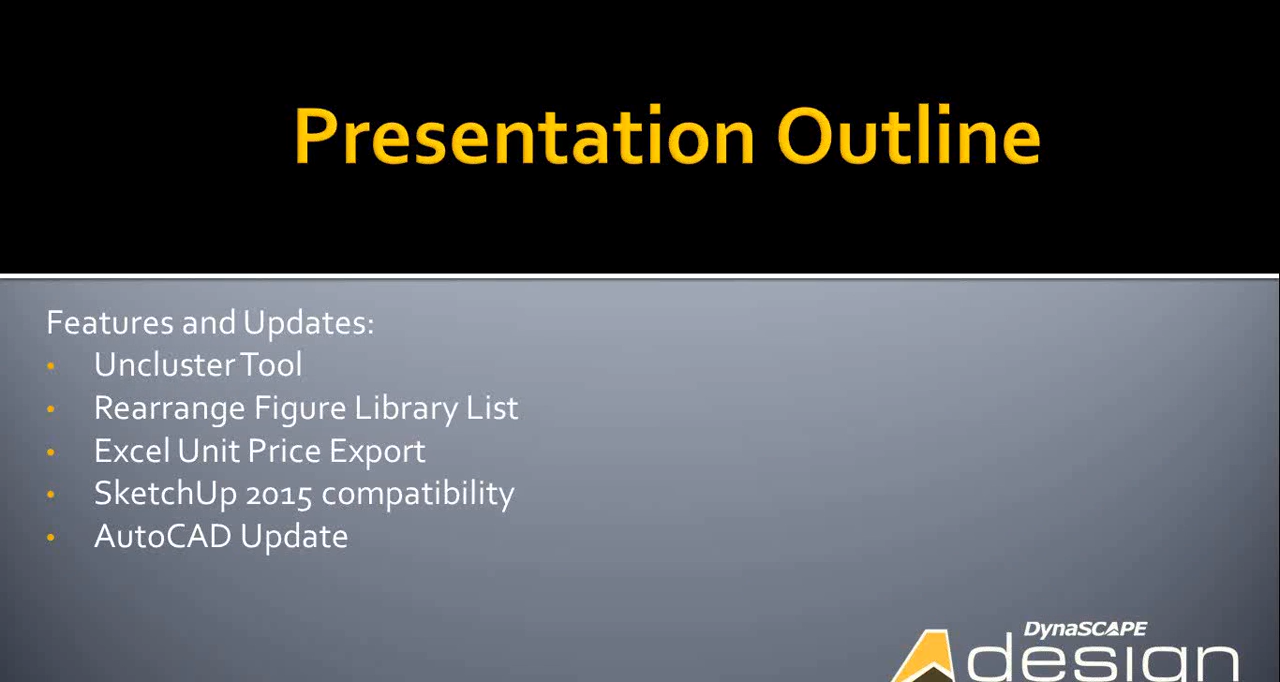 Presentation Outline
Features and Updates:
• Uncluster Tool
• Rearrange Figure Library List
• Excel Unit Price Export
• SketchUp 2015 compatibility
• AutoCAD Update
DynaSCAPE
design